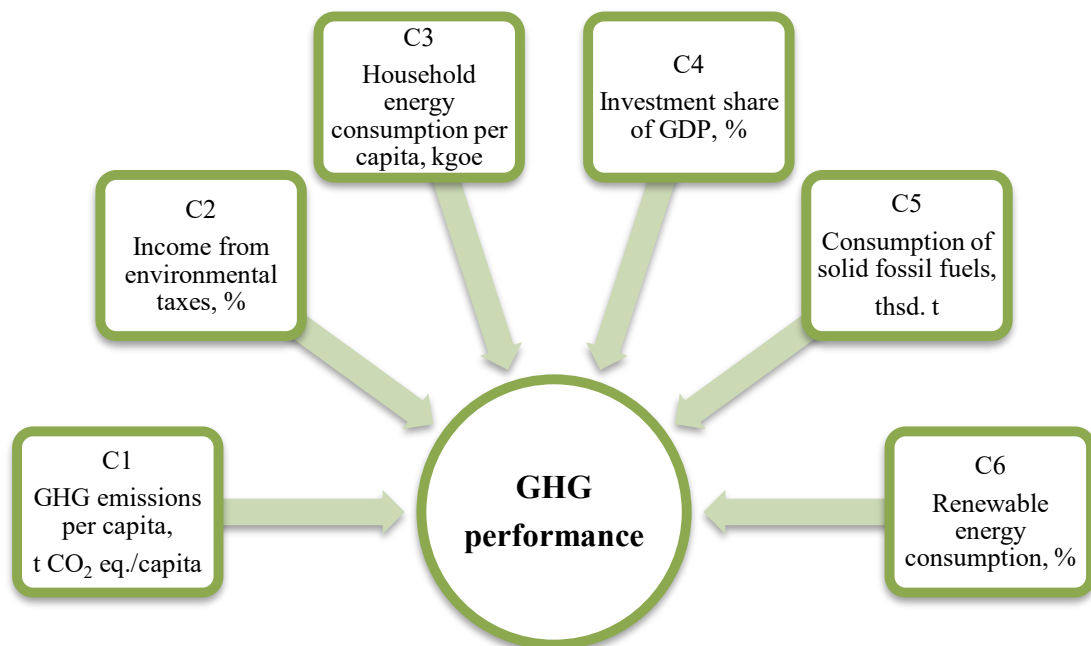 C1
GHG emissions
per capita,
t CO₂ eq./capita
C2
Income from
environmental
taxes, %
C3
Household
energy
consumption per
capita, kgoe
C4
Investment share
of GDP, %
C5
Consumption of
solid fossil fuels,
thsd. t
C6
Renewable
energy
consumption, %
GHG
performance